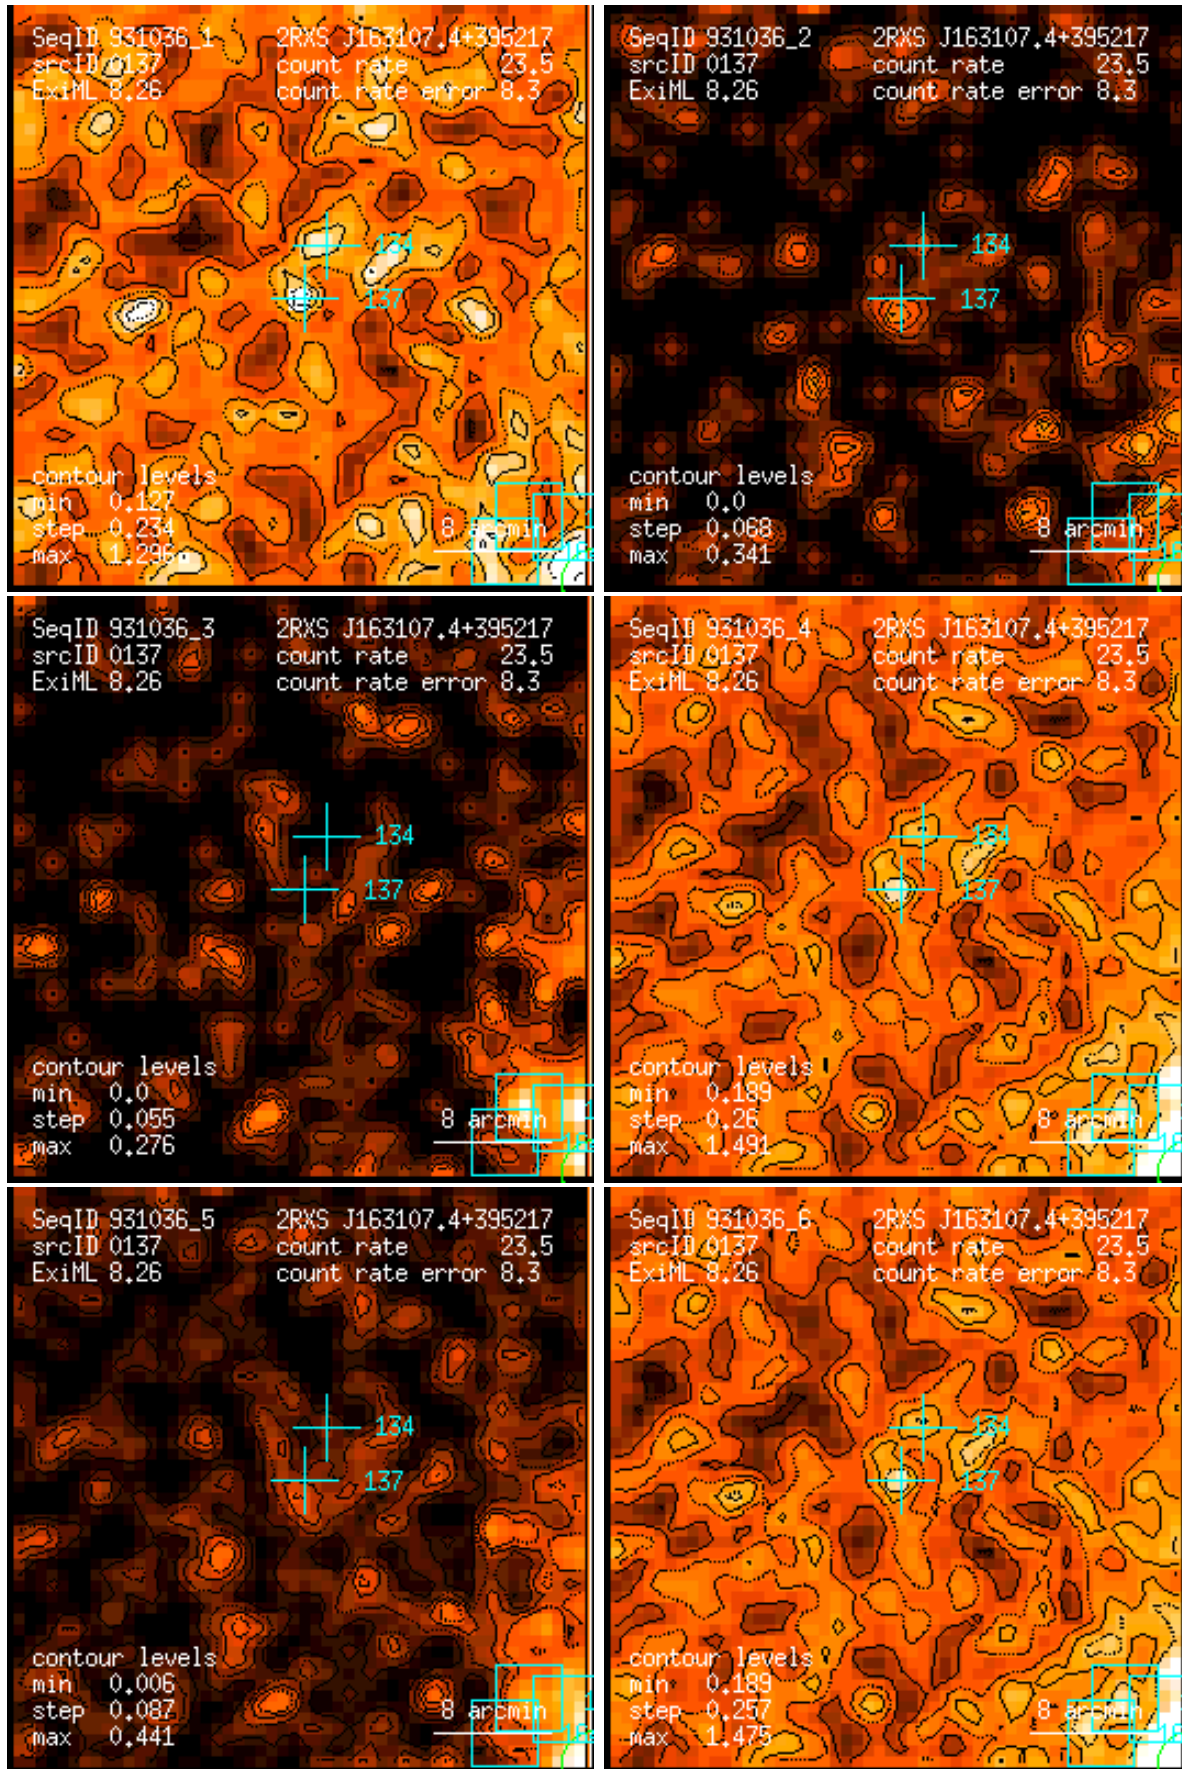 SeqID 931036_1 2RXS J163107.4+395217
srcID 0137 count rate 23.5
ExiML 8.26 count rate error 8.3
134
137
contour levels
min 0.127
step 0.234
max 1.296
8 arcmin
SeqID 931036_2 2RXS J163107.4+395217
srcID 0137 count rate 23.5
ExiML 8.26 count rate error 8.3
134
137
contour levels
min 0.0
step 0.068
max 0.341
8 arcmin
SeqID 931036_3 2RXS J163107.4+395217
srcID 0137 count rate 23.5
ExiML 8.26 count rate error 8.3
134
137
contour levels
min 0.0
step 0.055
max 0.276
8 arcmin
SeqID 931036_4 2RXS J163107.4+395217
srcID 0137 count rate 23.5
ExiML 8.26 count rate error 8.3
134
137
contour levels
min 0.189
step 0.26
max 1.491
8 arcmin
SeqID 931036_5 2RXS J163107.4+395217
srcID 0137 count rate 23.5
ExiML 8.26 count rate error 8.3
134
137
contour levels
min 0.006
step 0.087
max 0.441
8 arcmin
SeqID 931036_6 2RXS J163107.4+395217
srcID 0137 count rate 23.5
ExiML 8.26 count rate error 8.3
134
137
contour levels
min 0.189
step 0.257
max 1.475
8 arcmin